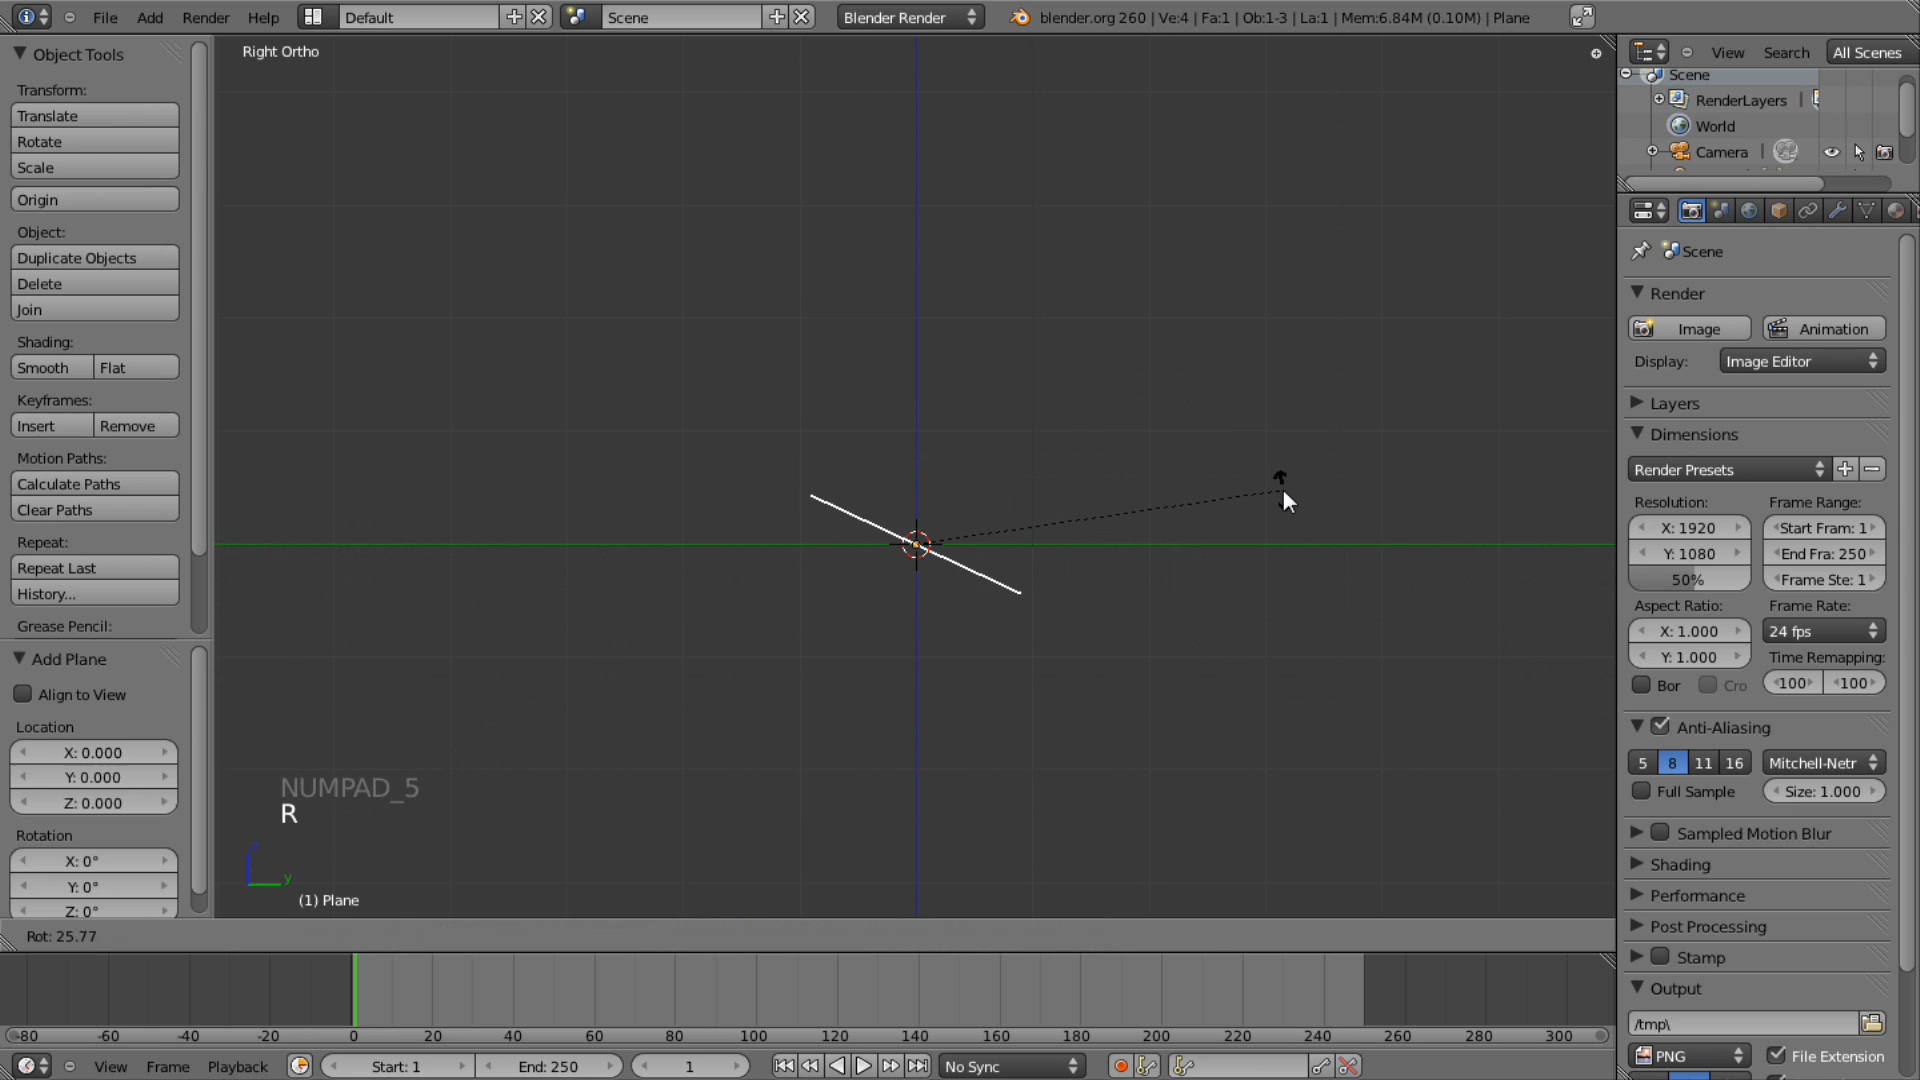 File Add Render Help Default Scene Blender Render blender.org 260 | Ve:4 | Fa:1 | Ob:1-3 | La:1 | Mem:6.84M (0.10M) | Plane
Object Tools
Transform:
Translate
Rotate
Scale
Origin
Object:
Duplicate Objects
Delete
Join
Shading:
Smooth Flat
Keyframes:
Insert Remove
Motion Paths:
Calculate Paths
Clear Paths
Repeat:
Repeat Last
History...
Grease Pencil:
Add Plane
Align to View
Location
X: 0.000
Y: 0.000
Z: 0.000
Rotation
X: 0°
Y: 0°
Z: 0°
Right Ortho
NUMPAD_5
R
z
y
(1) Plane
Rot: 25.77
View Search All Scenes
Scene
RenderLayers |
World
Camera |
Scene
Render
Image Animation
Display: Image Editor
Layers
Dimensions
Render Presets
Resolution: Frame Range:
X: 1920 Start Fram: 1
Y: 1080 End Fra: 250
50% Frame Ste: 1
Aspect Ratio: Frame Rate:
X: 1.000 24 fps
Y: 1.000 Time Remapping:
Bor Cro 100 100
Anti-Aliasing
5 8 11 16 Mitchell-Netr
Full Sample Size: 1.000
Sampled Motion Blur
Shading
Performance
Post Processing
Stamp
Output
/tmp\
PNG File Extension
-80 -60 -40 -20 0 20 40 60 80 100 120 140 160 180 200 220 240 260 280 300
View Frame Playback Start: 1 End: 250 1 No Sync